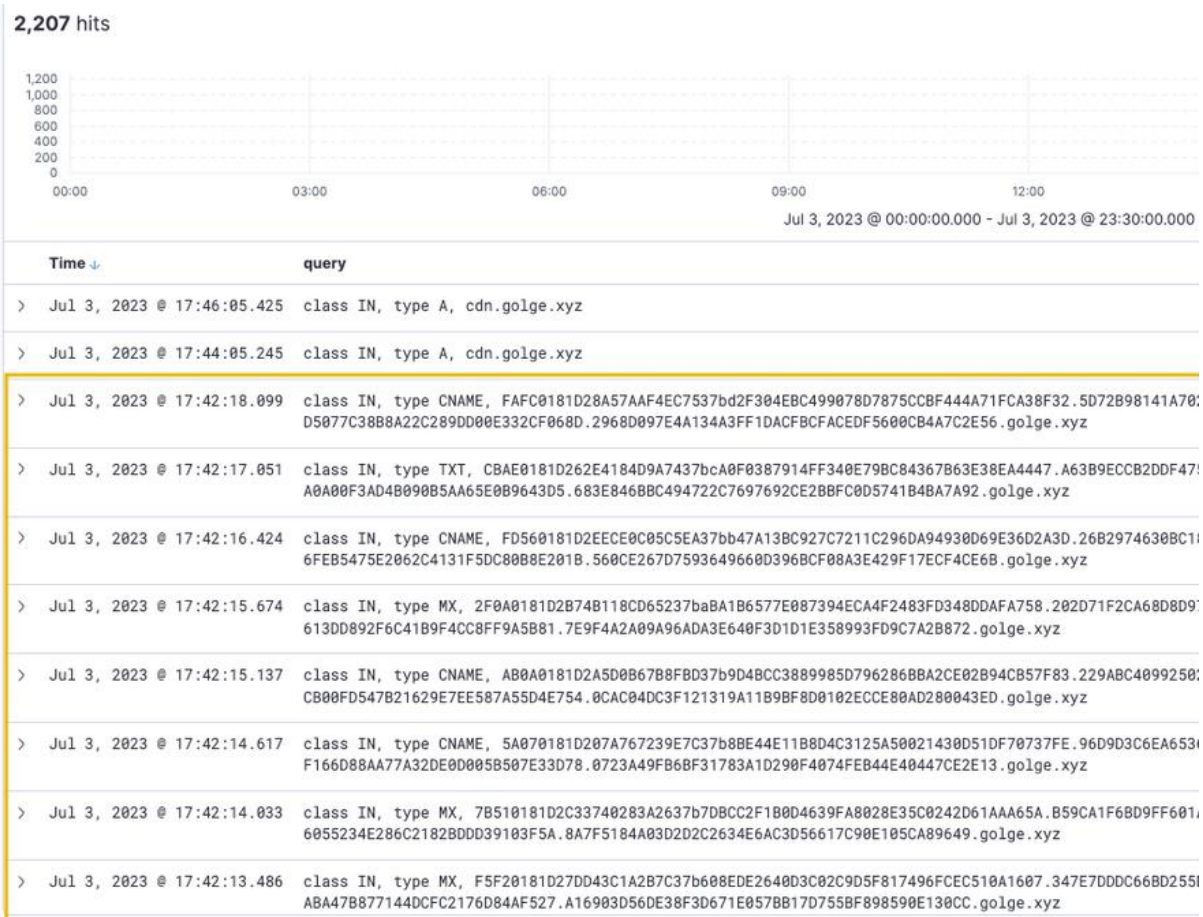 2,207 hits
1,200
1,000
800
600
400
200
0
00:00 03:00 06:00 09:00 12:00
Jul 3, 2023 @ 00:00:00.000 - Jul 3, 2023 @ 23:30:00.000
Time query
Jul 3, 2023 @ 17:46:05.425 class IN, type A, cdn.golge.xyz
Jul 3, 2023 @ 17:44:05.245 class IN, type A, cdn.golge.xyz
Jul 3, 2023 @ 17:42:18.099 class IN, type CNAME, FAFC0181D28A57AAF4EC7537bd2F304EBC499078D7875CCBF444A71FCA38F32.5D72B98141A702
D5077C38B8A22C289DD00E332CF068D.2968D097E4A134A3FF1DACFBCFACEDF5600CB4A7C2E56.golge.xyz
Jul 3, 2023 @ 17:42:17.051 class IN, type TXT, CBAE0181D262E4184D9A7437bcA0F0387914FF340E79BC84367B63E38EA4447.A63B9ECCB2DDF475
A0A00F3AD4B090B5AA65E0B9643D5.683E846BBC494722C7697692CE2BBFC0D5741B4BA7A92.golge.xyz
Jul 3, 2023 @ 17:42:16.424 class IN, type CNAME, FD560181D2EECE0C05C5EA37bb47A13BC927C7211C296DA94930D69E36D2A3D.26B2974630BC18
6FEB5475E2062C4131F5DC80B8E201B.560CE267D7593649660D396BCF08A3E429F17ECF4CE6B.golge.xyz
Jul 3, 2023 @ 17:42:15.674 class IN, type MX, 2F0A0181D2B74B118CD65237baBA1B6577E087394ECA4F2483FD348DDAFA758.202D71F2CA68D8D97
613DD892F6C41B9F4CC8FF9A5B81.7E9F4A2A09A96ADA3E640F3D1D1E358993FD9C7A2B872.golge.xyz
Jul 3, 2023 @ 17:42:15.137 class IN, type CNAME, AB0A0181D2A5D0B67B8FBD37b9D4BCC3889985D796286BBA2CE02B94CB57F83.229ABC40992502
CB00FD547B21629E7EE587A55D4E754.0CAC04DC3F121319A11B9BF8D0102ECCE80AD280043ED.golge.xyz
Jul 3, 2023 @ 17:42:14.617 class IN, type CNAME, 5A070181D207A767239E7C37b8BE44E11B8D4C3125A50021430D51DF70737FE.96D9D3C6EA6536
F166D88AA77A32DE0D005B507E33D78.0723A49FB6BF31783A1D290F4074FEB44E40447CE2E13.golge.xyz
Jul 3, 2023 @ 17:42:14.033 class IN, type MX, 7B510181D2C33740283A2637b7DBCC2F1B0D4639FA8028E35C0242D61AAA65A.B59CA1F6BD9FF601A
6055234E286C2182BDDD39103F5A.8A7F5184A03D2D2C2634E6AC3D56617C90E105CA89649.golge.xyz
Jul 3, 2023 @ 17:42:13.486 class IN, type MX, F5F20181D27DD43C1A2B7C37b608EDE2640D3C02C9D5F817496FCEC510A1607.347E7DDDC66BD255D
ABA47B877144DCFC2176D84AF527.A16903D56DE38F3D671E057BB17D755BF898590E130CC.golge.xyz